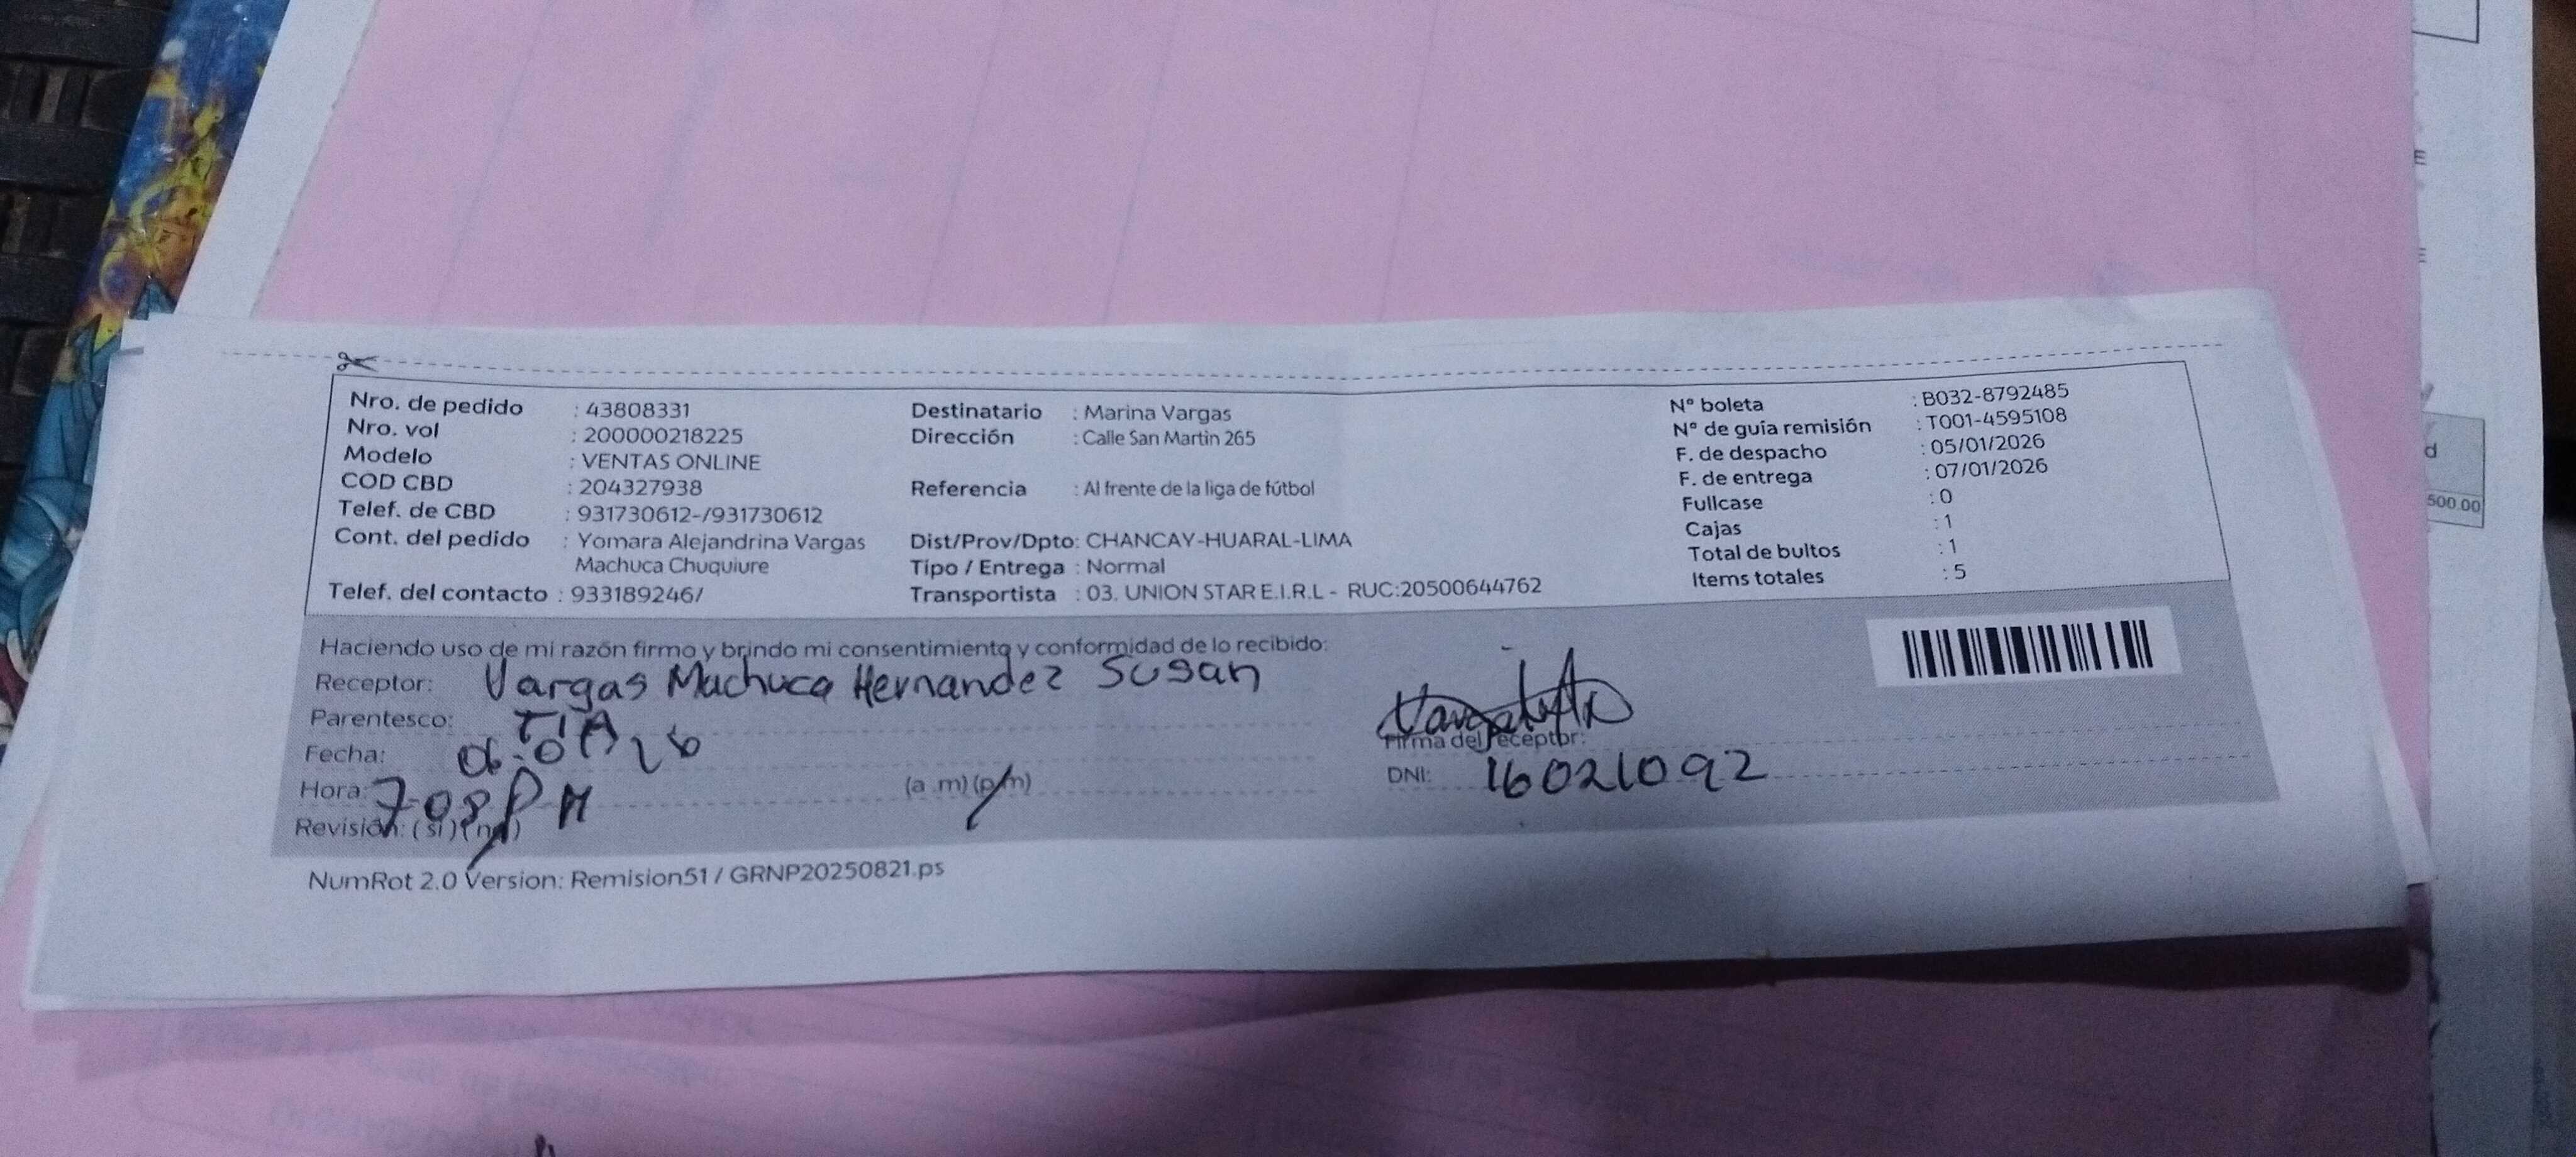 Nro. de pedido : 43808331
Nro. vol : 200000218225
Modelo : VENTAS ONLINE
COD CBD : 204327938
Telef. de CBD : 931730612-/931730612
Cont. del pedido : Yomara Alejandrina Vargas
Machuca Chuquiure
Telef. del contacto : 933189246/
Destinatario : Marina Vargas
Dirección : Calle San Martin 265
Referencia : Al frente de la liga de fútbol
Dist/Prov/Dpto: CHANCAY-HUARAL-LIMA
Tipo / Entrega : Normal
Transportista : 03. UNION STAR E.I.R.L - RUC:20500644762
Nº boleta : B032-8792485
Nº de guía remisión : T001-4595108
F. de despacho : 05/01/2026
F. de entrega : 07/01/2026
Fullcase : 0
Cajas : 1
Total de bultos : 1
Items totales : 5
Haciendo uso de mi razón firmo y brindo mi consentimiento y conformidad de lo recibido:
Receptor: Vargas Machuca Hernandez Susan
Parentesco: TIA
Fecha: 06.01 26
Hora: 7-08 PM (a .m) (p/m)
Revisión: ( si ) ( no )
Firma del receptor:
DNI: 16021092
NumRot 2.0 Version: Remision51 / GRNP20250821.ps
d
500.00